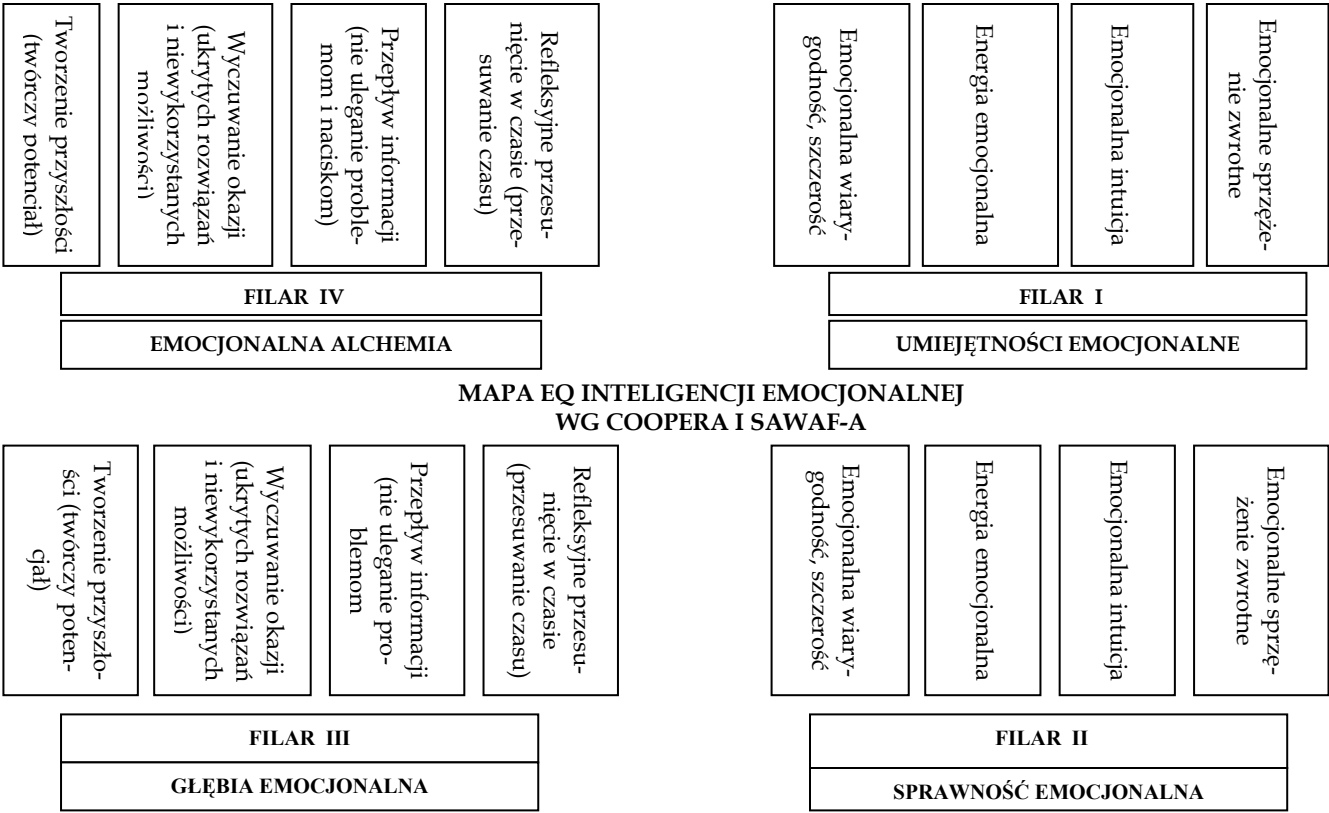 Tworzenie przyszłości
(twórczy potencjał)
Wyczuwanie okazji
(ukrytych rozwiązań
i niewykorzystanych
możliwości)
Przepływ informacji
(nie uleganie proble-
mom i naciskom)
Refleksyjne przesu-
nięcie w czasie (prze-
suwanie czasu)
FILAR IV
EMOCJONALNA ALCHEMIA
Emocjonalna wiary-
godność, szczerość
Energia emocjonalna
Emocjonalna intuicja
Emocjonalne sprzęże-
nie zwrotne
FILAR I
UMIEJĘTNOŚCI EMOCJONALNE
MAPA EQ INTELIGENCJI EMOCJONALNEJ
WG COOPERA I SAWAF-A
Tworzenie przyszło-
ści (twórczy poten-
cjał)
Wyczuwanie okazji
(ukrytych rozwiązań
i niewykorzystanych
możliwości)
Przepływ informacji
(nie uleganie pro-
blemom
Refleksyjne przesu-
nięcie w czasie
(przesuwanie czasu)
FILAR III
GŁĘBIA EMOCJONALNA
Emocjonalna wiary-
godność, szczerość
Energia emocjonalna
Emocjonalna intuicja
Emocjonalne sprzę-
żenie zwrotne
FILAR II
SPRAWNOŚĆ EMOCJONALNA